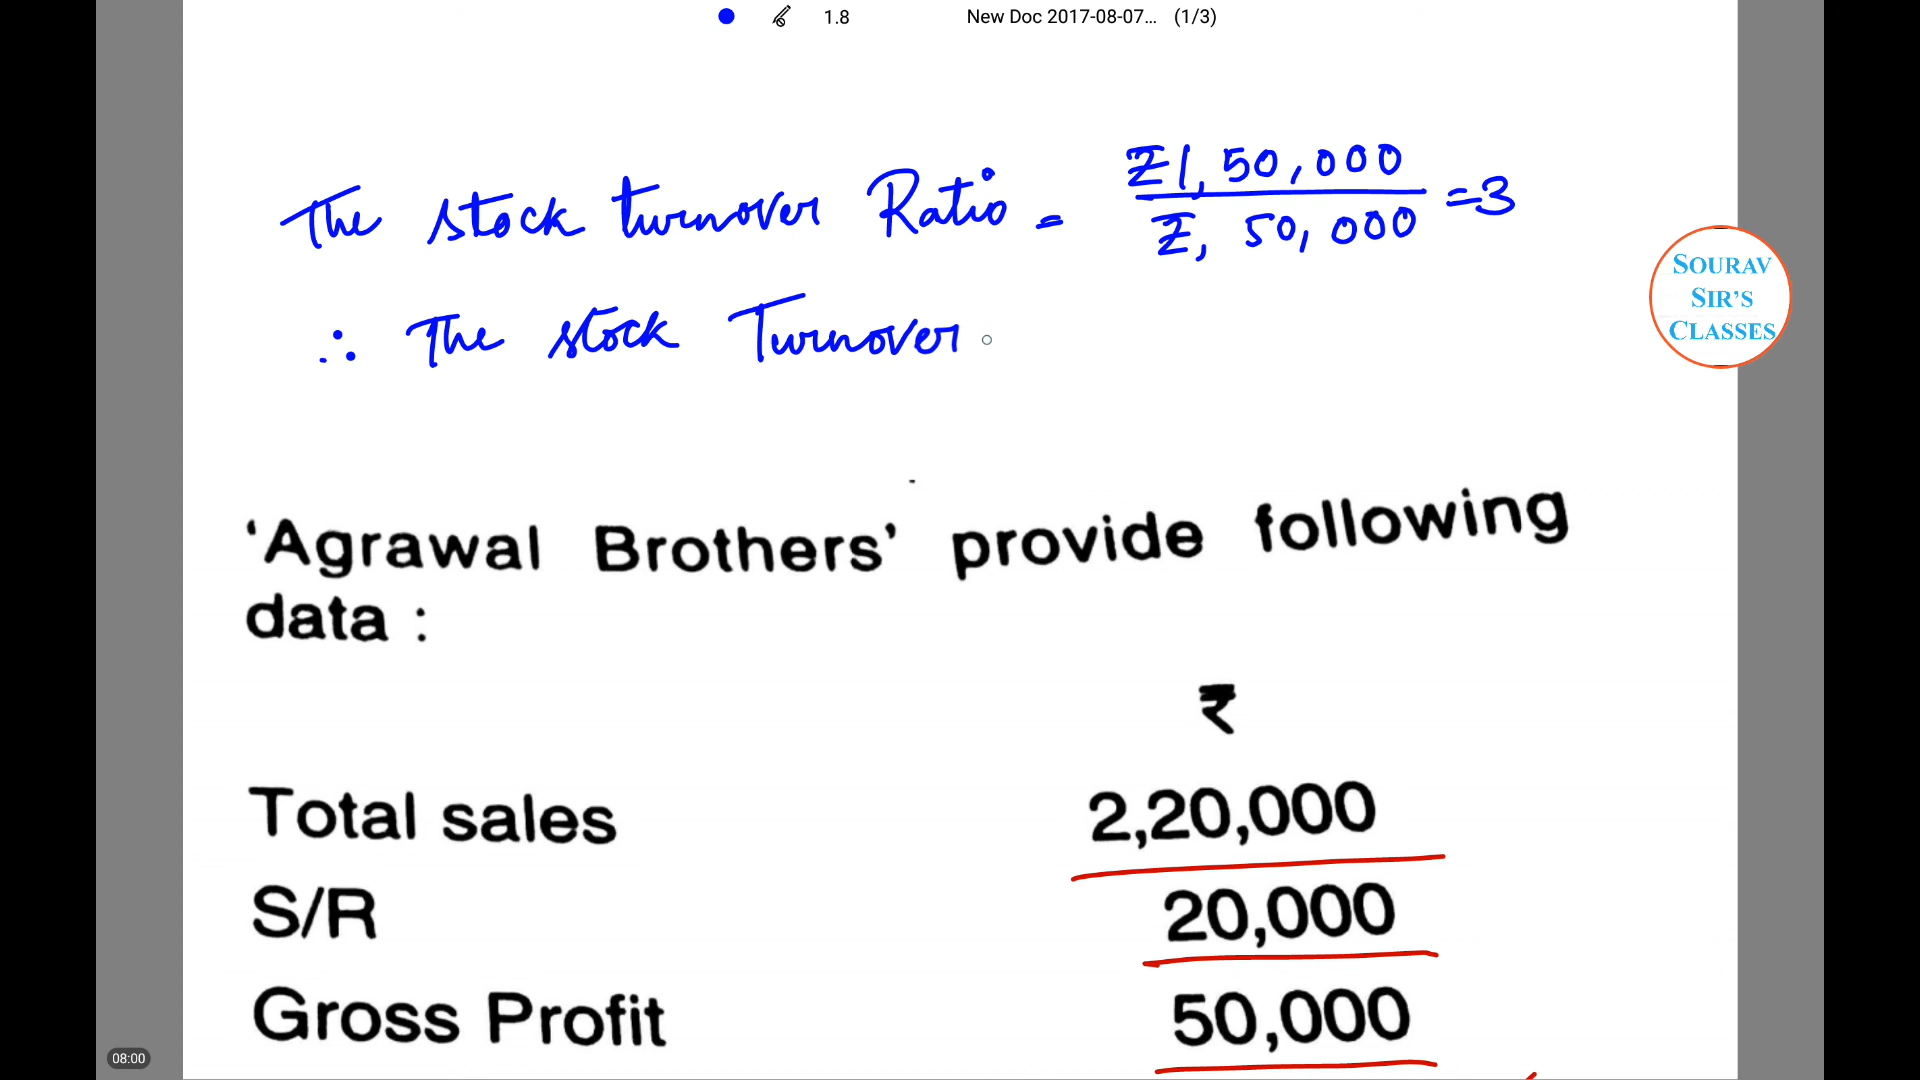 1.8 New Doc 2017-08-07... (1/3)
The stock turnover Ratio = ₹1,50,000 / ₹, 50,000 =3
∴ The stock Turnover
SOURAV
SIR'S
CLASSES
'Agrawal Brothers' provide following
data :
₹
Total sales 2,20,000
S/R 20,000
Gross Profit 50,000
08:00